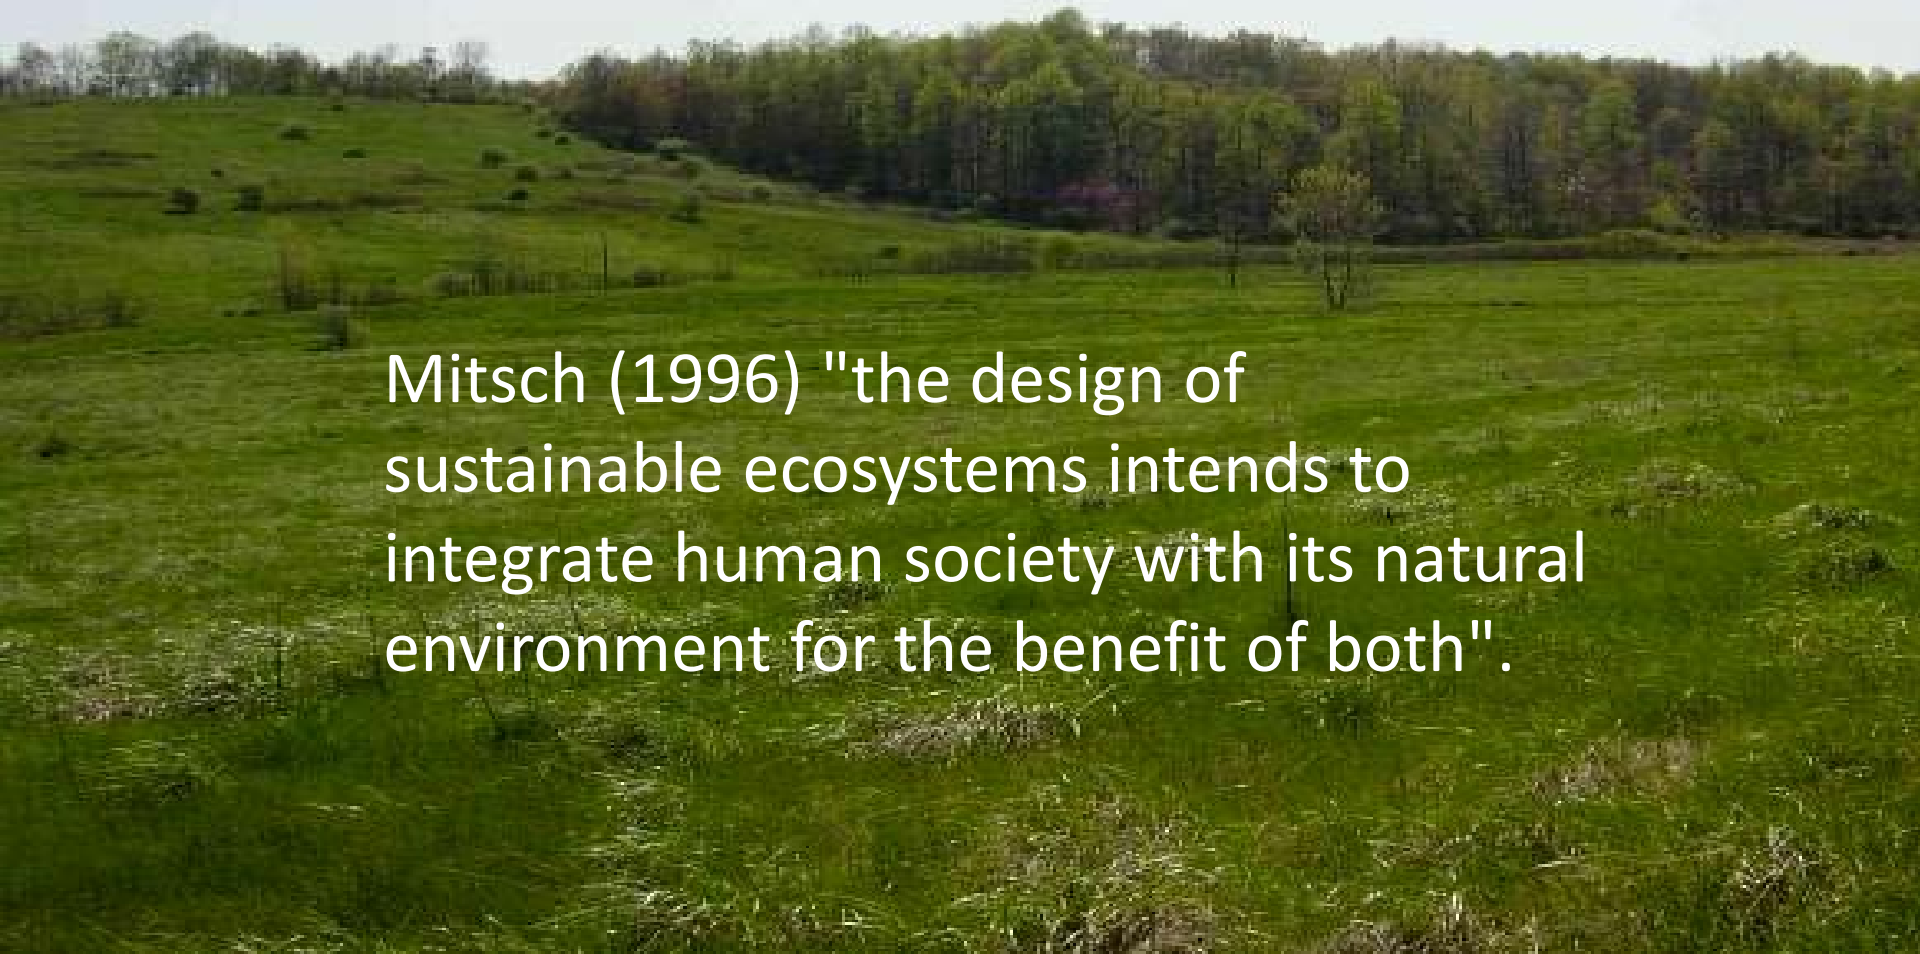 Mitsch (1996) "the design of
sustainable ecosystems intends to
integrate human society with its natural
environment for the benefit of both".